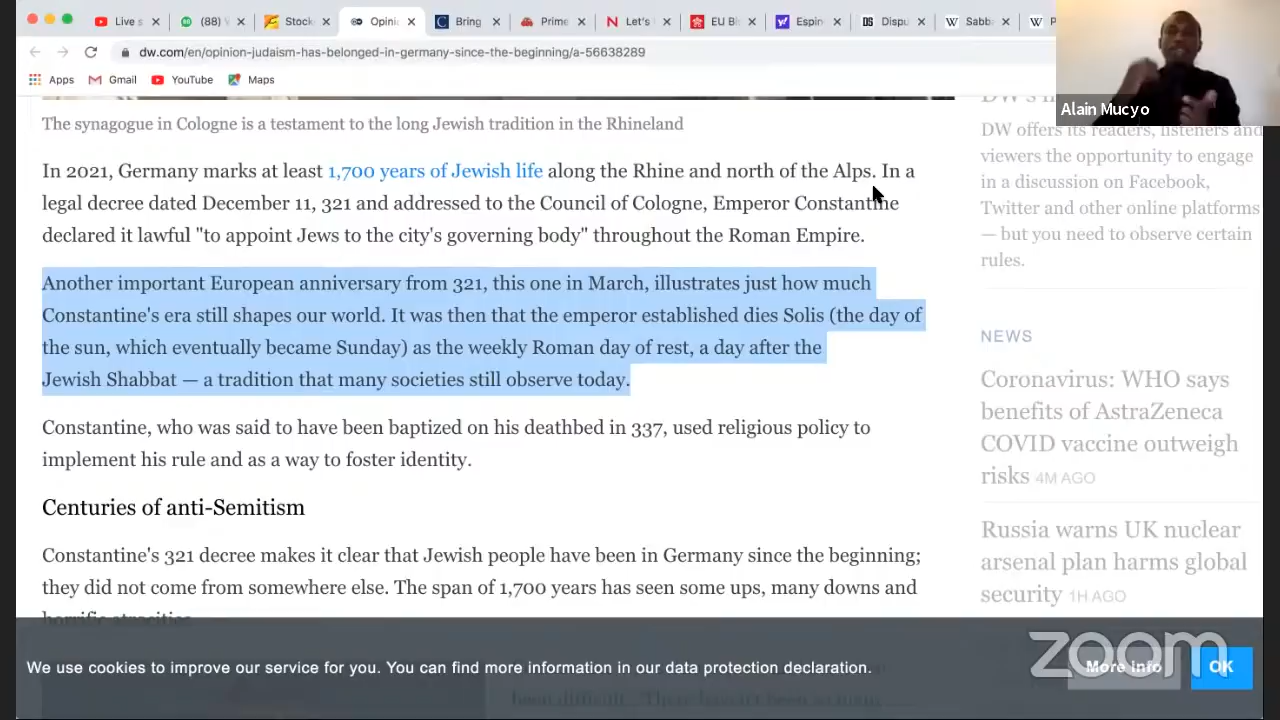 Live s
(88) V
Stock
Opini
Bring
Prime
Let's
EU Bl
Espin
Dispu
Sabb
dw.com/en/opinion-judaism-has-belonged-in-germany-since-the-beginning/a-56638289
Apps
Gmail
YouTube
Maps
Alain Mucyo
The synagogue in Cologne is a testament to the long Jewish tradition in the Rhineland
In 2021, Germany marks at least 1,700 years of Jewish life along the Rhine and north of the Alps. In a
legal decree dated December 11, 321 and addressed to the Council of Cologne, Emperor Constantine
declared it lawful "to appoint Jews to the city's governing body" throughout the Roman Empire.
Another important European anniversary from 321, this one in March, illustrates just how much
Constantine's era still shapes our world. It was then that the emperor established dies Solis (the day of
the sun, which eventually became Sunday) as the weekly Roman day of rest, a day after the
Jewish Shabbat — a tradition that many societies still observe today.
Constantine, who was said to have been baptized on his deathbed in 337, used religious policy to
implement his rule and as a way to foster identity.
Centuries of anti-Semitism
Constantine's 321 decree makes it clear that Jewish people have been in Germany since the beginning;
they did not come from somewhere else. The span of 1,700 years has seen some ups, many downs and
horrific atrocities.
DW offers its readers, listeners and
viewers the opportunity to engage
in a discussion on Facebook,
Twitter and other online platforms
— but you need to observe certain
rules.
NEWS
Coronavirus: WHO says
benefits of AstraZeneca
COVID vaccine outweigh
risks 4M AGO
Russia warns UK nuclear
arsenal plan harms global
security 1H AGO
We use cookies to improve our service for you. You can find more information in our data protection declaration.
More info
OK
zoom